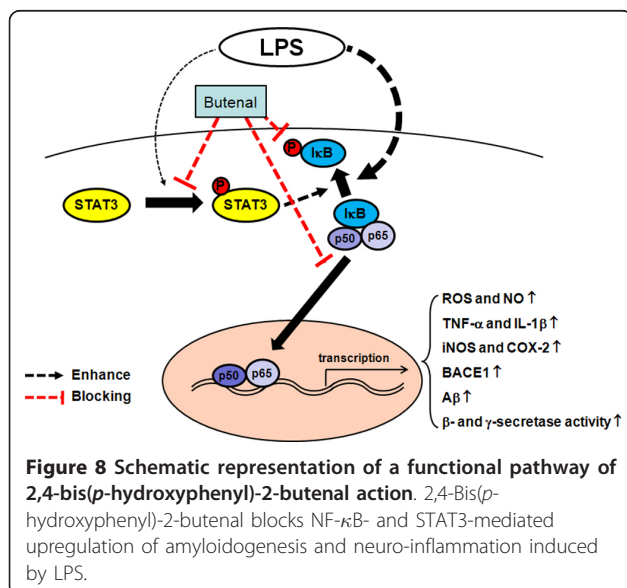 LPS
Butenal
P
IκB
P
STAT3
STAT3
IκB
p50
p65
ROS and NO ↑
TNF-α and IL-1β ↑
iNOS and COX-2 ↑
BACE1 ↑
Aβ ↑
β- and γ-secretase activity ↑
transcription
p50
p65
Enhance
Blocking
Figure 8 Schematic representation of a functional pathway of
2,4-bis(p-hydroxyphenyl)-2-butenal action. 2,4-Bis(p-
hydroxyphenyl)-2-butenal blocks NF-κB- and STAT3-mediated
upregulation of amyloidogenesis and neuro-inflammation induced
by LPS.